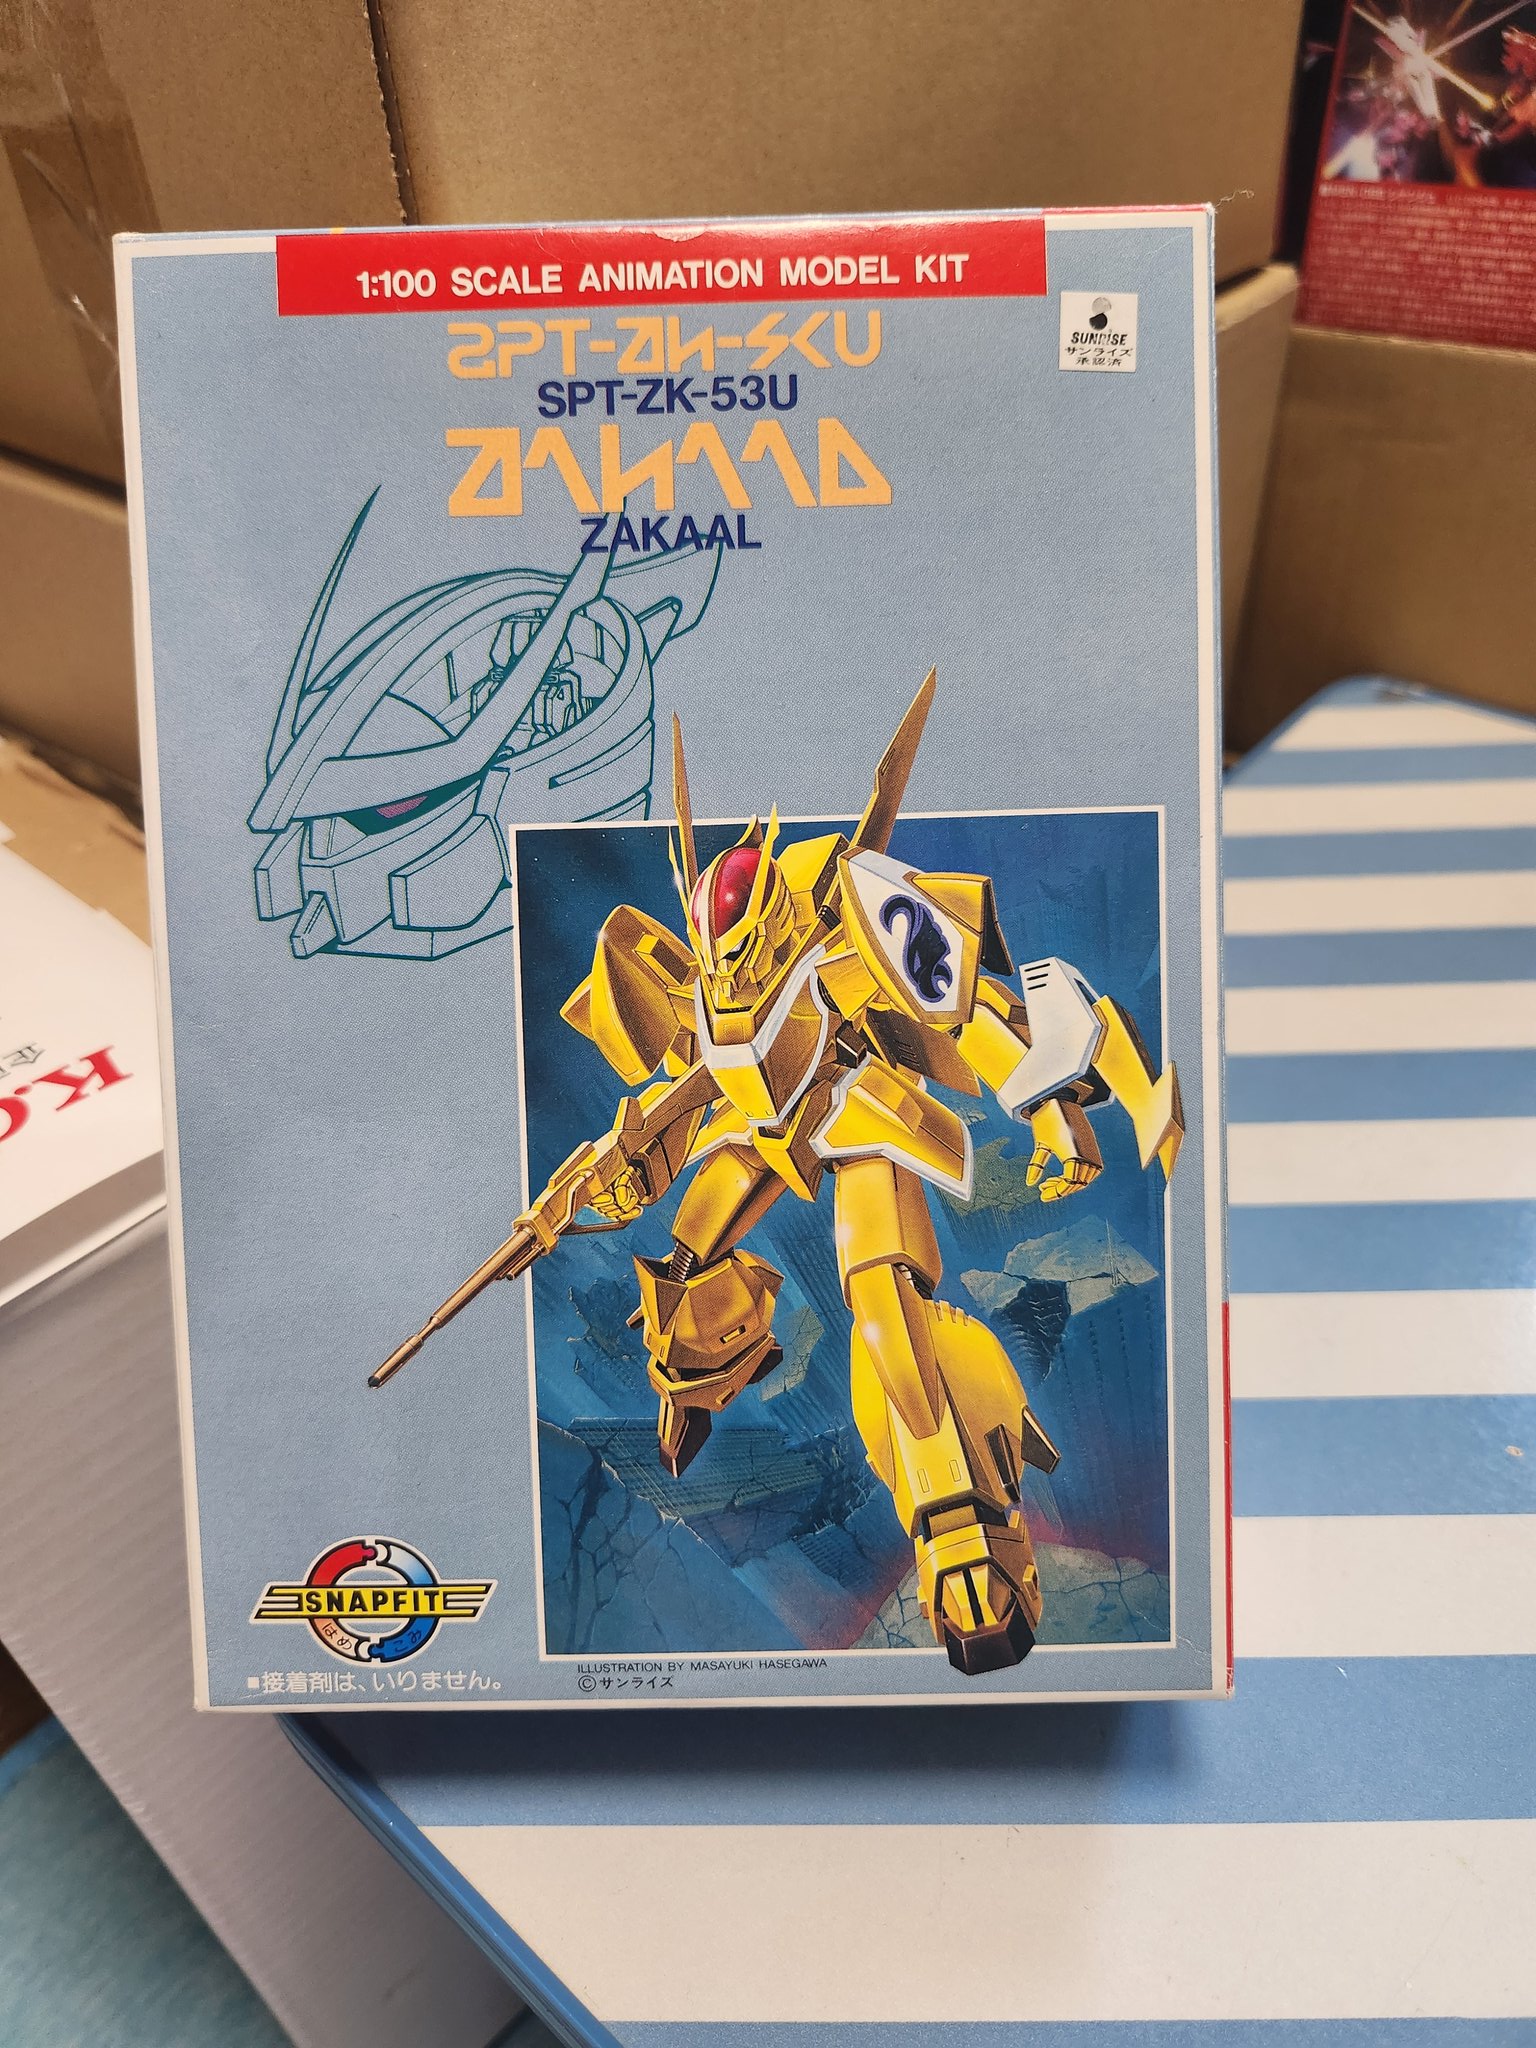 1:100 SCALE ANIMATION MODEL KIT
SUNRISE
サンライズ
承認済
SPT-ZK-53U
ZAKAAL
SNAPFIT
はめ こみ
■接着剤は、いりません。
ILLUSTRATION BY MASAYUKI HASEGAWA
©サンライズ